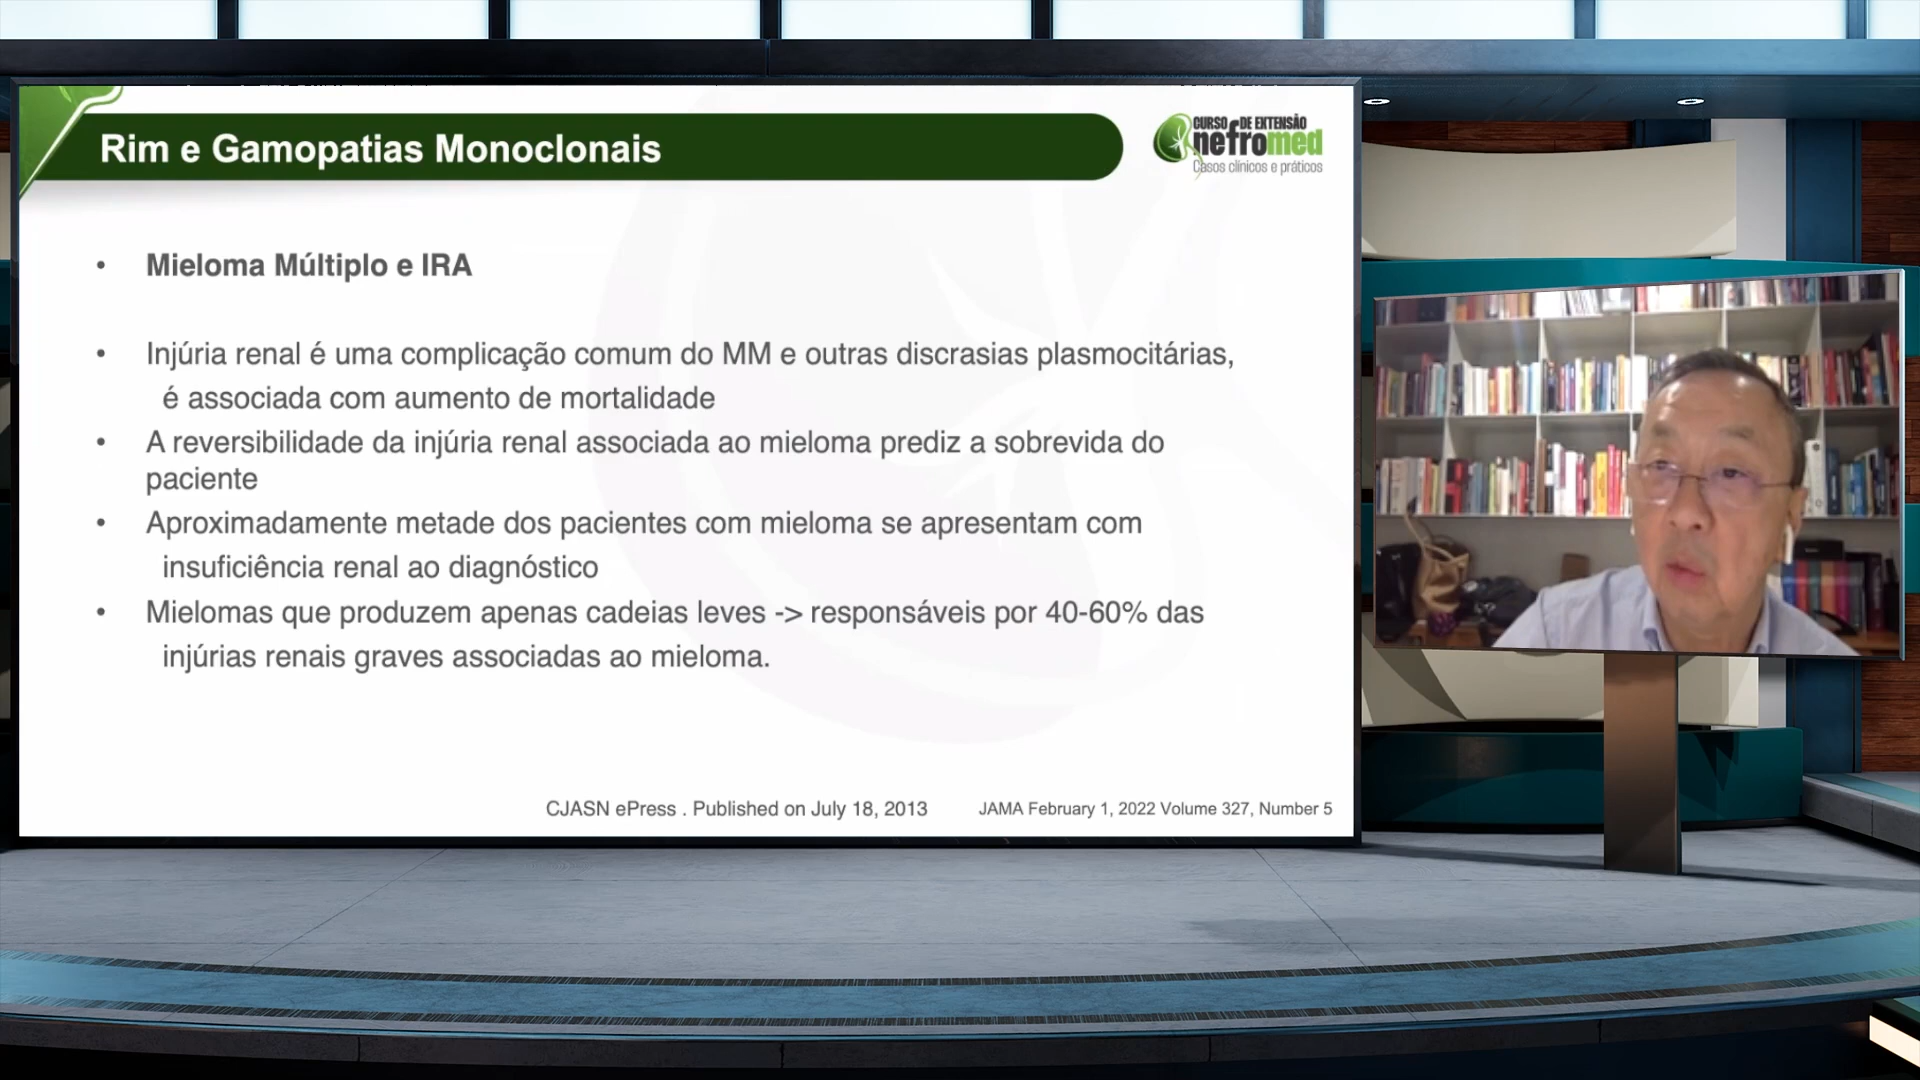 Rim e Gamopatias Monoclonais
CURSO DE EXTENSÃO
nefromed
Casos clínicos e práticos
• Mieloma Múltiplo e IRA
• Injúria renal é uma complicação comum do MM e outras discrasias plasmocitárias,
é associada com aumento de mortalidade
• A reversibilidade da injúria renal associada ao mieloma prediz a sobrevida do
paciente
• Aproximadamente metade dos pacientes com mieloma se apresentam com
insuficiência renal ao diagnóstico
• Mielomas que produzem apenas cadeias leves -> responsáveis por 40-60% das
injúrias renais graves associadas ao mieloma.
CJASN ePress . Published on July 18, 2013
JAMA February 1, 2022 Volume 327, Number 5